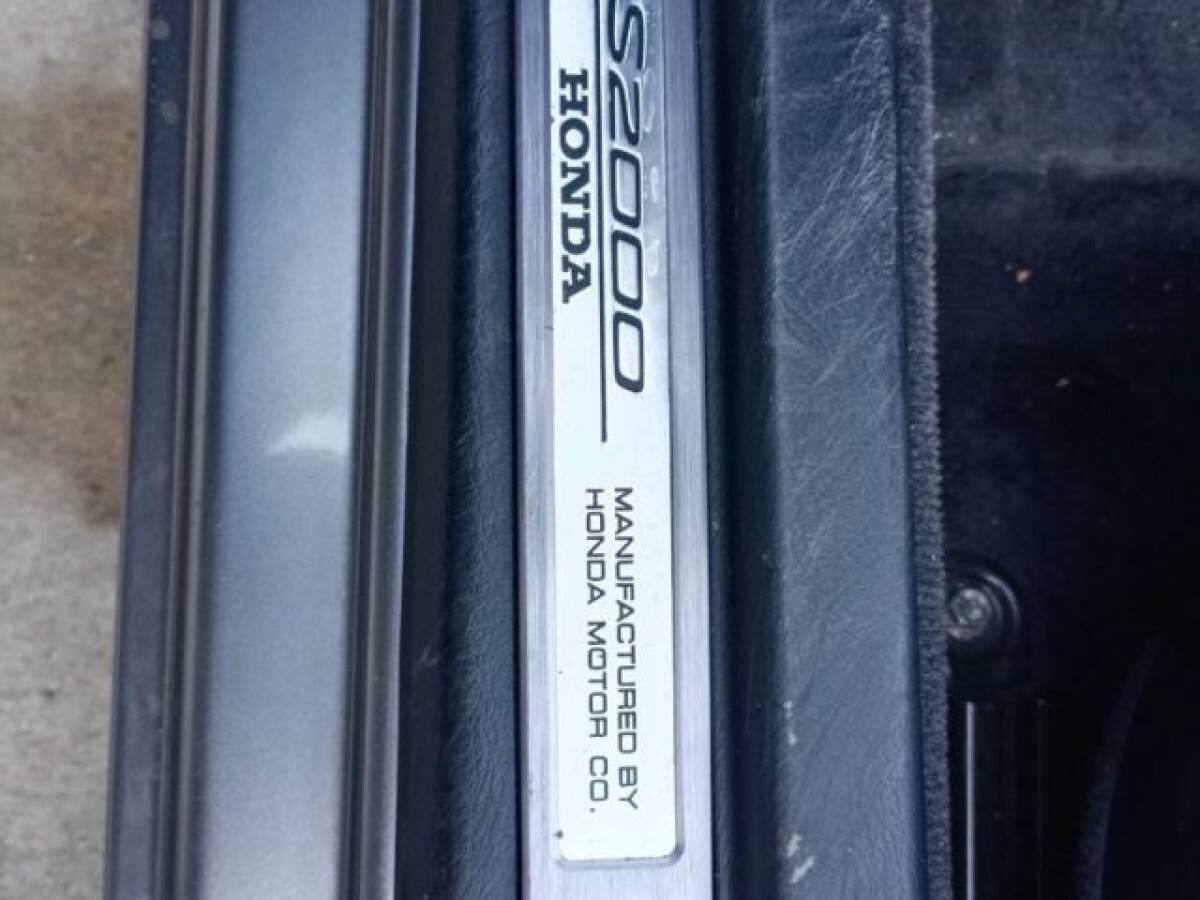 S2000
HONDA
MANUFACTURED BY
HONDA MOTOR CO.